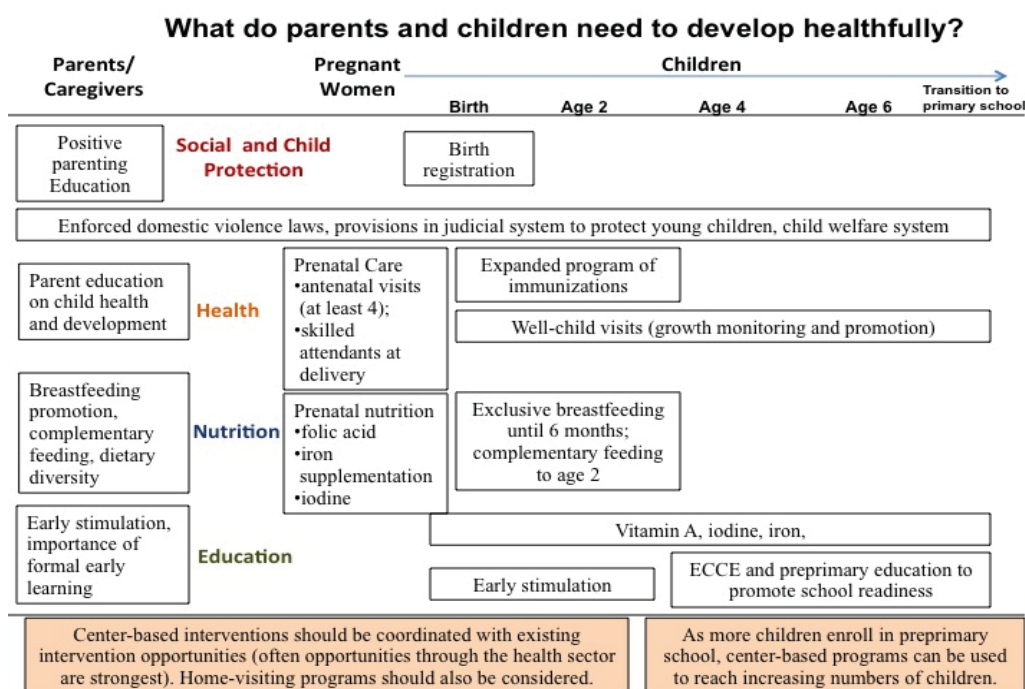 What do parents and children need to develop healthfully?
Parents/
Caregivers
Pregnant
Women
Children
Birth
Age 2
Age 4
Age 6
Transition to
primary school
Positive
parenting
Education
Social and Child
Protection
Birth
registration
Enforced domestic violence laws, provisions in judicial system to protect young children, child welfare system
Parent education
on child health
and development
Health
Prenatal Care
•antenatal visits
(at least 4);
•skilled
attendants at
delivery
Expanded program of
immunizations
Well-child visits (growth monitoring and promotion)
Breastfeeding
promotion,
complementary
feeding, dietary
diversity
Nutrition
Prenatal nutrition
•folic acid
•iron
supplementation
•iodine
Exclusive breastfeeding
until 6 months;
complementary feeding
to age 2
Vitamin A, iodine, iron,
Early stimulation,
importance of
formal early
learning
Education
Early stimulation
ECCE and preprimary education to
promote school readiness
Center-based interventions should be coordinated with existing
intervention opportunities (often opportunities through the health sector
are strongest). Home-visiting programs should also be considered.
As more children enroll in preprimary
school, center-based programs can be used
to reach increasing numbers of children.